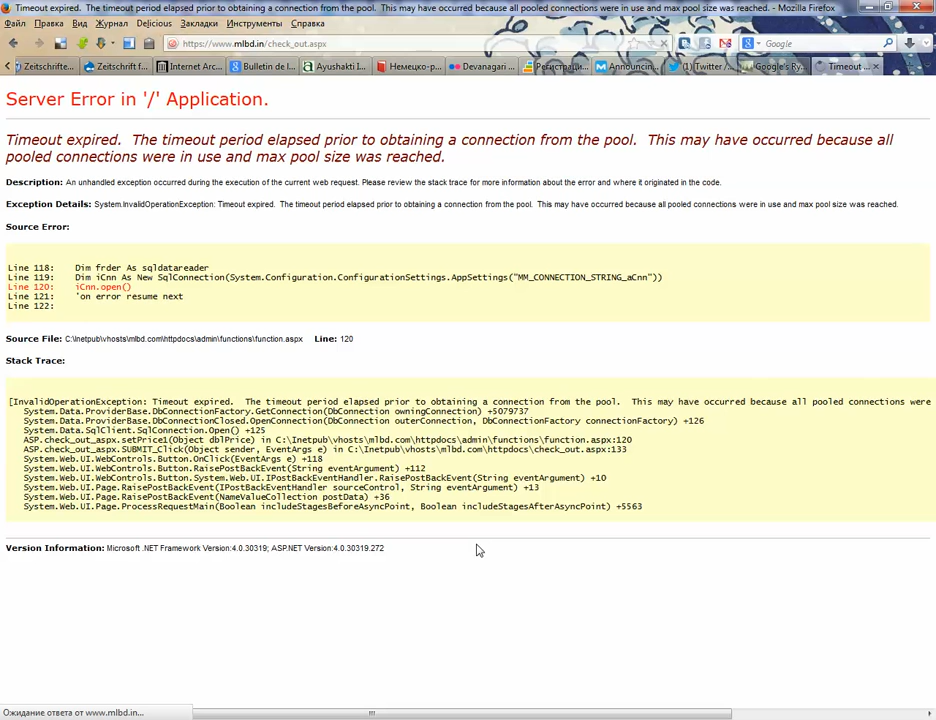 Timeout expired.  The timeout period elapsed prior to obtaining a connection from the pool.  This may have occurred because all pooled connections were in use and max pool size was reached. - Mozilla Firefox
Файл Правка Вид Журнал Delicious Закладки Инструменты Справка
https://www.mlbd.in/check_out.aspx Google
Zeitschrifte... Zeitschrift f... Internet Arc... Bulletin de l... Ayushakti I... Немецко-р... Devanagari ... Регистраци... Announcin... (1) Twitter /... Google's Ry... Timeout ...
Server Error in '/' Application.
Timeout expired.  The timeout period elapsed prior to obtaining a connection from the pool.  This may have occurred because all
pooled connections were in use and max pool size was reached.
Description: An unhandled exception occurred during the execution of the current web request. Please review the stack trace for more information about the error and where it originated in the code.
Exception Details: System.InvalidOperationException: Timeout expired.  The timeout period elapsed prior to obtaining a connection from the pool.  This may have occurred because all pooled connections were in use and max pool size was reached.
Source Error:
Line 118:    Dim frder As sqldatareader
Line 119:    Dim iCnn As New SqlConnection(System.Configuration.ConfigurationSettings.AppSettings("MM_CONNECTION_STRING_aCnn"))
Line 120:    iCnn.open()
Line 121:    'on error resume next
Line 122:
Source File: C:\Inetpub\vhosts\mlbd.com\httpdocs\admin\functions\function.aspx    Line: 120
Stack Trace:
[InvalidOperationException: Timeout expired.  The timeout period elapsed prior to obtaining a connection from the pool.  This may have occurred because all pooled connections were
System.Data.ProviderBase.DbConnectionFactory.GetConnection(DbConnection owningConnection) +5079737
System.Data.ProviderBase.DbConnectionClosed.OpenConnection(DbConnection outerConnection, DbConnectionFactory connectionFactory) +126
System.Data.SqlClient.SqlConnection.Open() +125
ASP.check_out_aspx.setPrice1(Object dblPrice) in C:\Inetpub\vhosts\mlbd.com\httpdocs\admin\functions\function.aspx:120
ASP.check_out_aspx.SUBMIT_Click(Object sender, EventArgs e) in C:\Inetpub\vhosts\mlbd.com\httpdocs\check_out.aspx:133
System.Web.UI.WebControls.Button.OnClick(EventArgs e) +118
System.Web.UI.WebControls.Button.RaisePostBackEvent(String eventArgument) +112
System.Web.UI.WebControls.Button.System.Web.UI.IPostBackEventHandler.RaisePostBackEvent(String eventArgument) +10
System.Web.UI.Page.RaisePostBackEvent(IPostBackEventHandler sourceControl, String eventArgument) +13
System.Web.UI.Page.RaisePostBackEvent(NameValueCollection postData) +36
System.Web.UI.Page.ProcessRequestMain(Boolean includeStagesBeforeAsyncPoint, Boolean includeStagesAfterAsyncPoint) +5563
Version Information: Microsoft .NET Framework Version:4.0.30319; ASP.NET Version:4.0.30319.272
Ожидание ответа от www.mlbd.in...